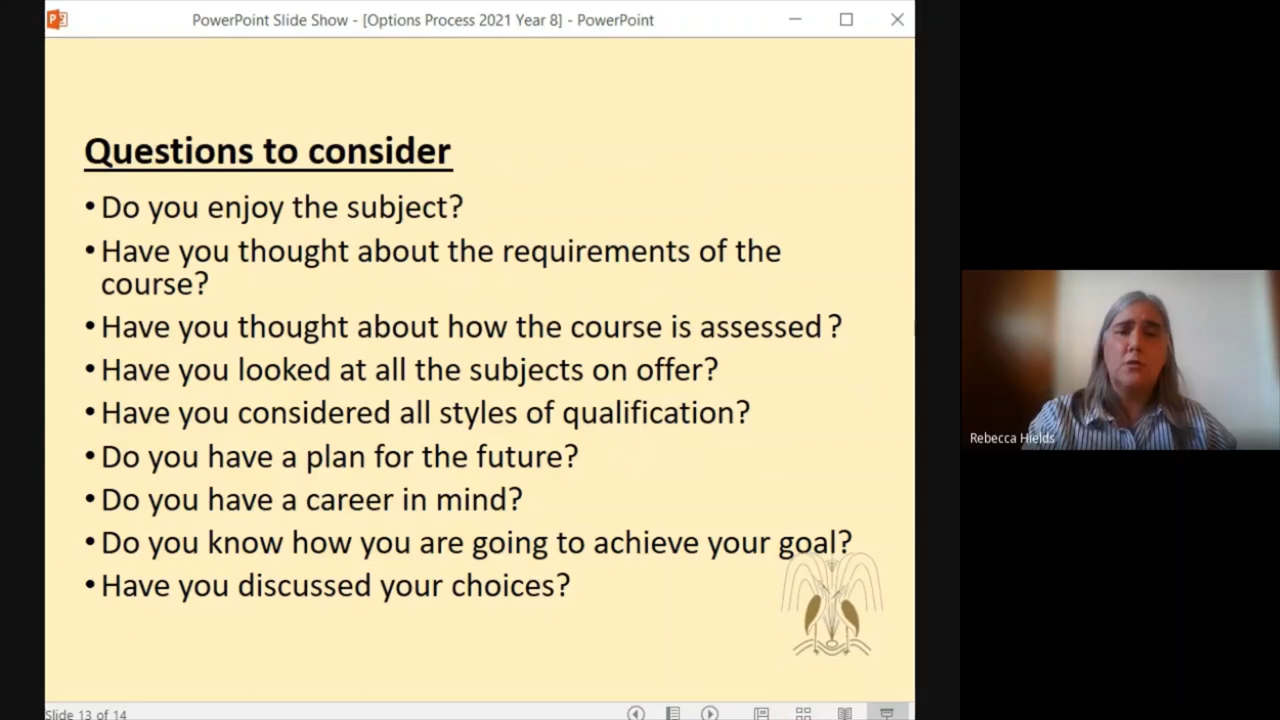 PowerPoint Slide Show - [Options Process 2021 Year 8] - PowerPoint
Questions to consider
•Do you enjoy the subject?
•Have you thought about the requirements of the
course?
•Have you thought about how the course is assessed?
•Have you looked at all the subjects on offer?
•Have you considered all styles of qualification?
•Do you have a plan for the future?
•Do you have a career in mind?
•Do you know how you are going to achieve your goal?
•Have you discussed your choices?
Rebecca Hields
Slide 13 of 14